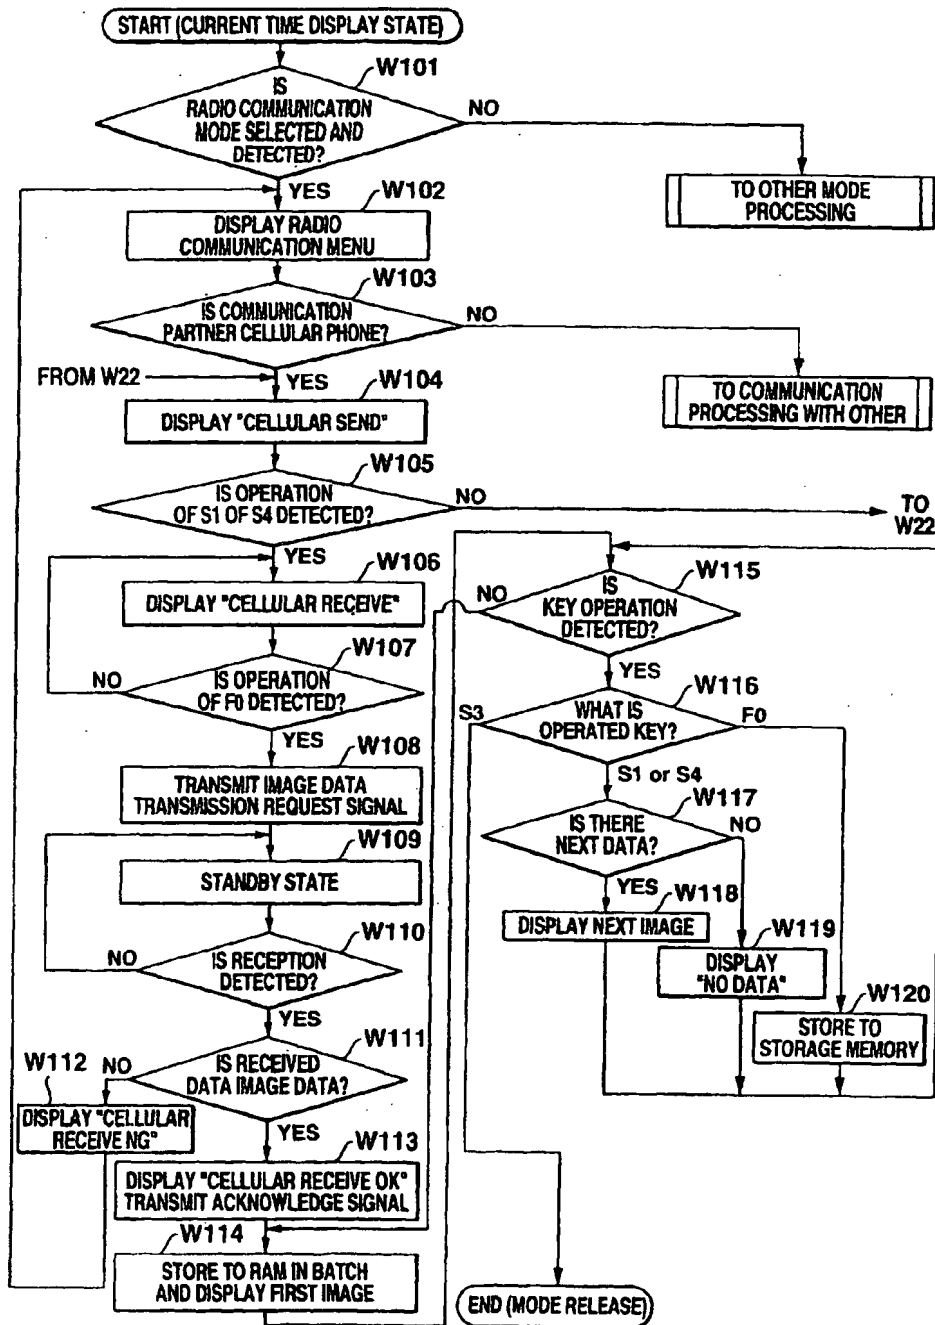 START (CURRENT TIME DISPLAY STATE)
W101
IS
RADIO COMMUNICATION
MODE SELECTED AND
DETECTED?
NO
TO OTHER MODE
PROCESSING
YES
W102
DISPLAY RADIO
COMMUNICATION MENU
W103
IS COMMUNICATION
PARTNER CELLULAR PHONE?
NO
TO COMMUNICATION
PROCESSING WITH OTHER
FROM W22
YES
W104
DISPLAY "CELLULAR SEND"
W105
IS OPERATION
OF S1 OF S4 DETECTED?
NO
TO
W22
YES
W106
DISPLAY "CELLULAR RECEIVE"
W107
IS OPERATION
OF F0 DETECTED?
NO
YES
W108
TRANSMIT IMAGE DATA
TRANSMISSION REQUEST SIGNAL
W109
STANDBY STATE
W110
IS RECEPTION
DETECTED?
NO
YES
W111
IS RECEIVED
DATA IMAGE DATA?
NO
W112
DISPLAY "CELLULAR
RECEIVE NG"
YES
W113
DISPLAY "CELLULAR RECEIVE OK"
TRANSMIT ACKNOWLEDGE SIGNAL
W114
STORE TO RAM IN BATCH
AND DISPLAY FIRST IMAGE
W115
IS
KEY OPERATION
DETECTED?
NO
YES
W116
WHAT IS
OPERATED KEY?
S3
F0
S1 or S4
W117
IS THERE
NEXT DATA?
NO
YES
W118
DISPLAY NEXT IMAGE
W119
DISPLAY
"NO DATA"
W120
STORE TO
STORAGE MEMORY
END (MODE RELEASE)